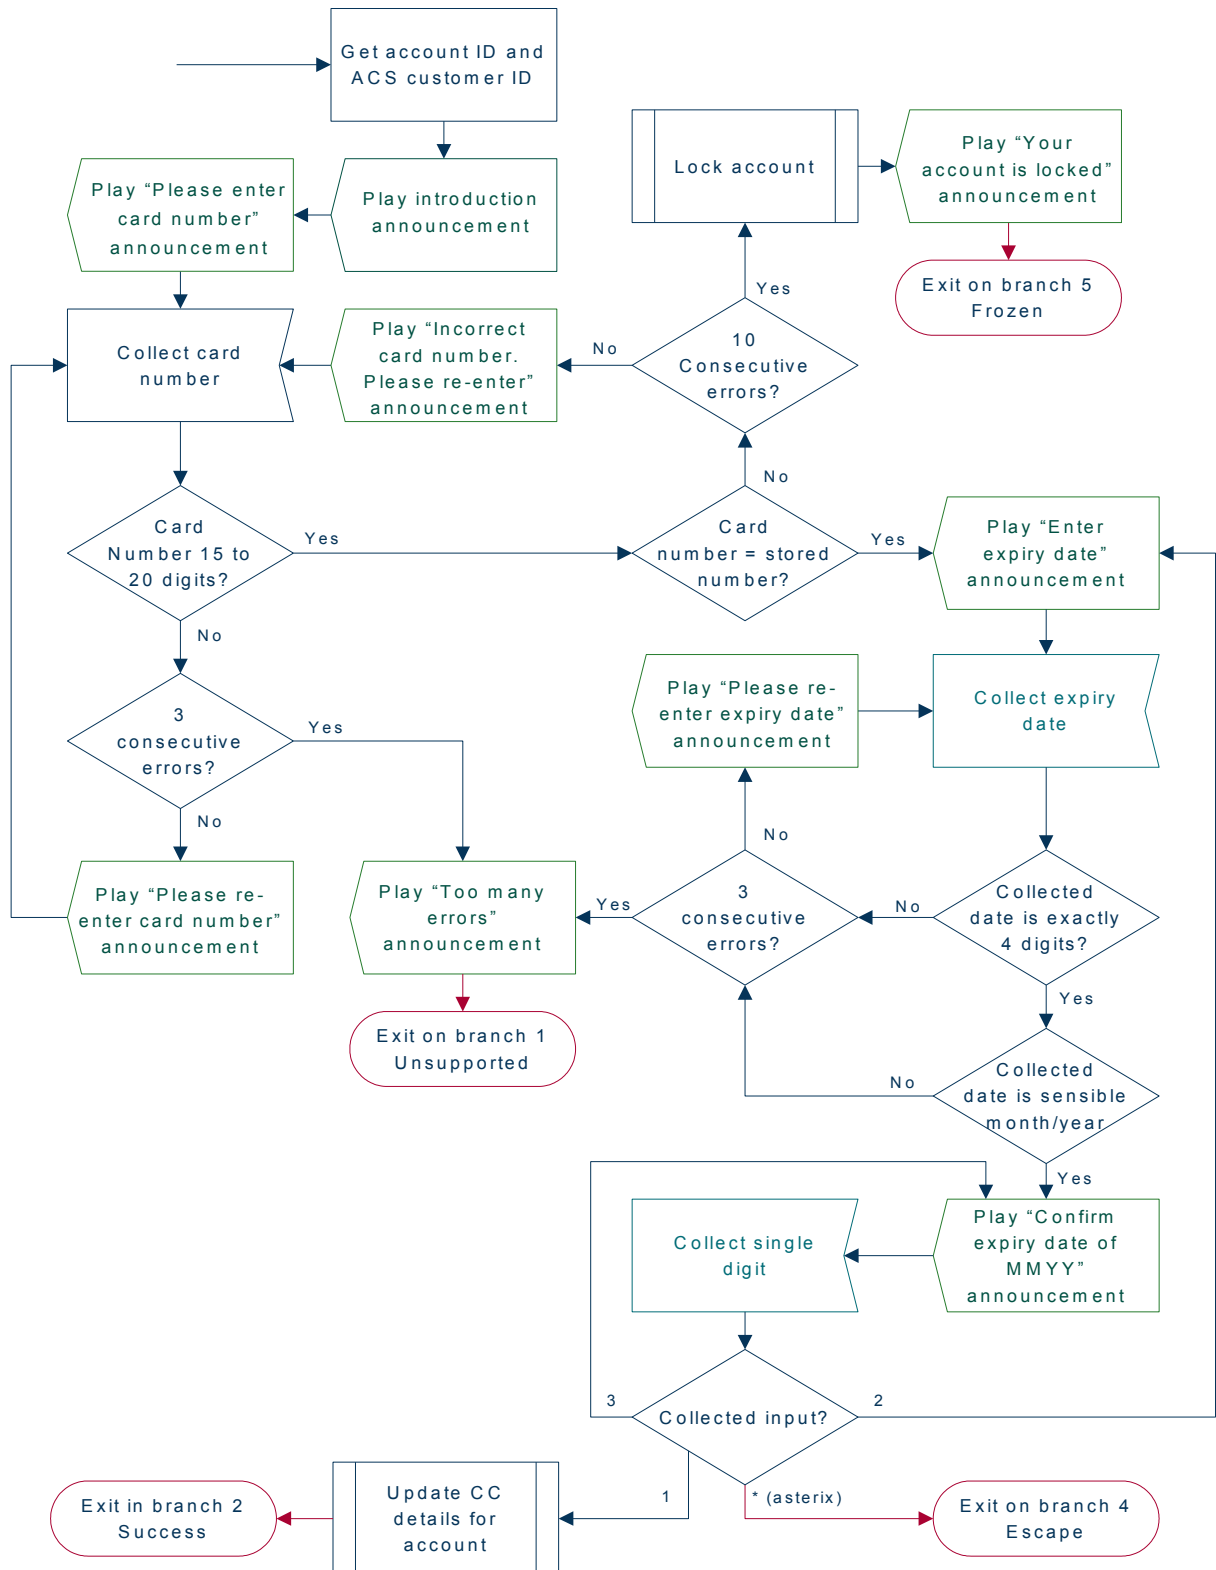 Get account ID and
ACS customer ID
Play “Please enter
card number”
announcement
Play introduction
announcement
Lock account
Play “Your
account is locked”
announcement
Exit on branch 5
Frozen
Yes
Collect card
number
Play “Incorrect
card number.
Please re-enter”
announcement
No
10
Consecutive
errors?
No
Card
Number 15 to
20 digits?
Yes
Card
number = stored
number?
Yes
Play “Enter
expiry date”
announcement
No
3
consecutive
errors?
Yes
Play “Please re-
enter expiry date”
announcement
Collect expiry
date
No
No
Play “Please re-
enter card number”
announcement
Play “Too many
errors”
announcement
Yes
3
consecutive
errors?
No
Collected
date is exactly
4 digits?
Yes
Exit on branch 1
Unsupported
No
Collected
date is sensible
month/year
Yes
Collect single
digit
Play “Confirm
expiry date of
MMYY”
announcement
3
Collected input?
2
Exit in branch 2
Success
Update CC
details for
account
1
* (asterix)
Exit on branch 4
Escape